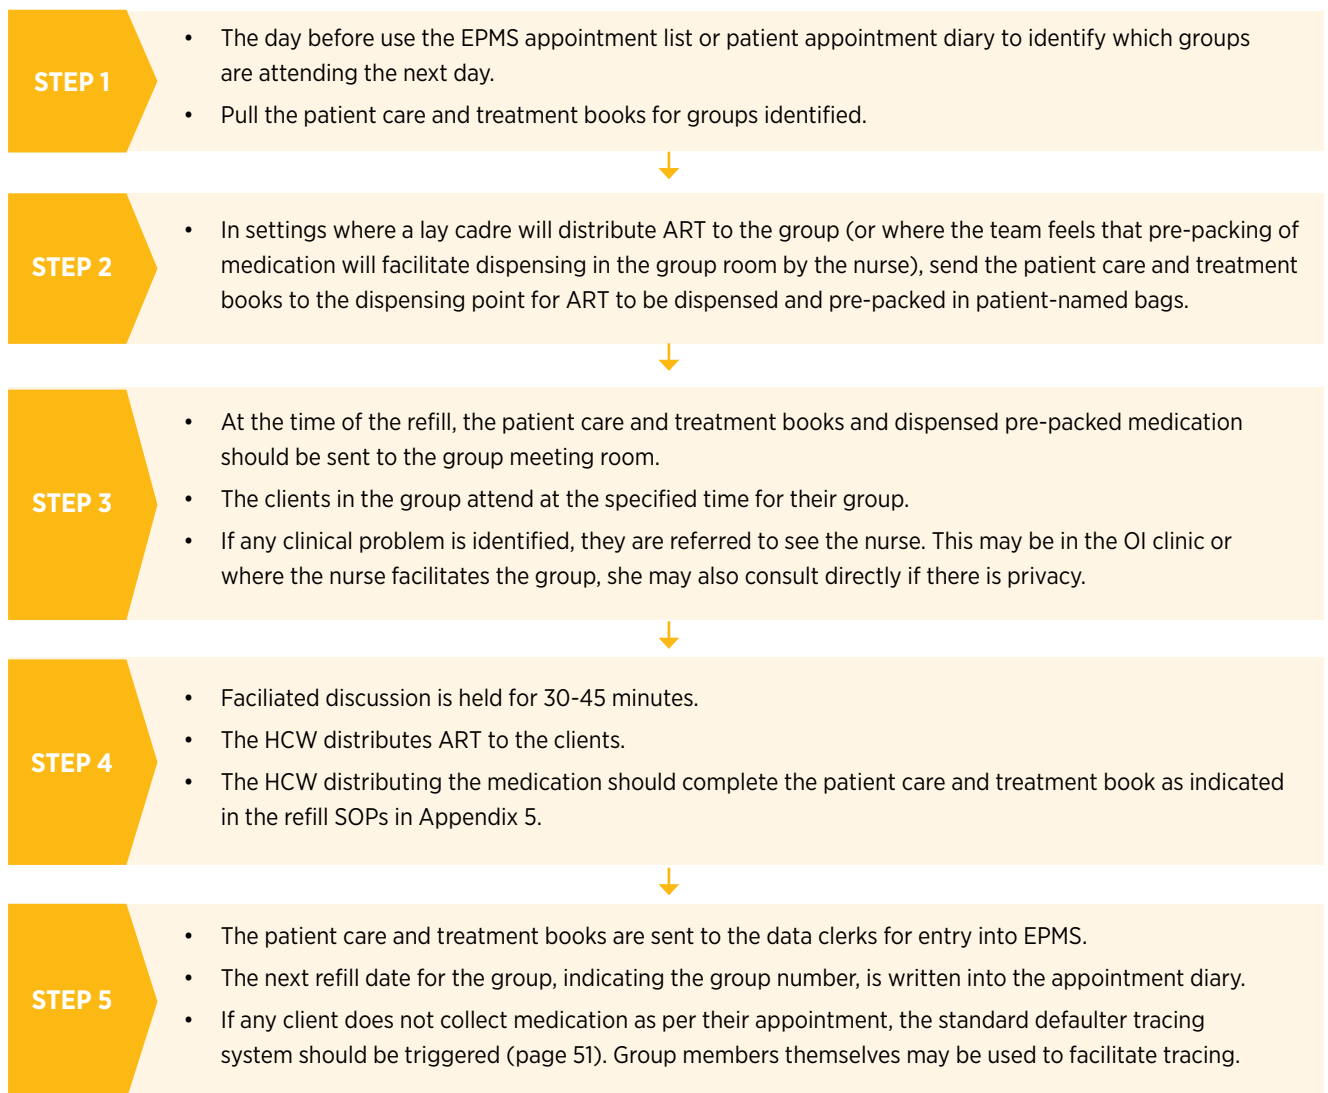 STEP 1
• The day before use the EPMS appointment list or patient appointment diary to identify which groups
are attending the next day.
• Pull the patient care and treatment books for groups identified.
STEP 2
• In settings where a lay cadre will distribute ART to the group (or where the team feels that pre-packing of
medication will facilitate dispensing in the group room by the nurse), send the patient care and treatment
books to the dispensing point for ART to be dispensed and pre-packed in patient-named bags.
STEP 3
• At the time of the refill, the patient care and treatment books and dispensed pre-packed medication
should be sent to the group meeting room.
• The clients in the group attend at the specified time for their group.
• If any clinical problem is identified, they are referred to see the nurse. This may be in the OI clinic or
where the nurse facilitates the group, she may also consult directly if there is privacy.
STEP 4
• Faciliated discussion is held for 30-45 minutes.
• The HCW distributes ART to the clients.
• The HCW distributing the medication should complete the patient care and treatment book as indicated
in the refill SOPs in Appendix 5.
STEP 5
• The patient care and treatment books are sent to the data clerks for entry into EPMS.
• The next refill date for the group, indicating the group number, is written into the appointment diary.
• If any client does not collect medication as per their appointment, the standard defaulter tracing
system should be triggered (page 51). Group members themselves may be used to facilitate tracing.